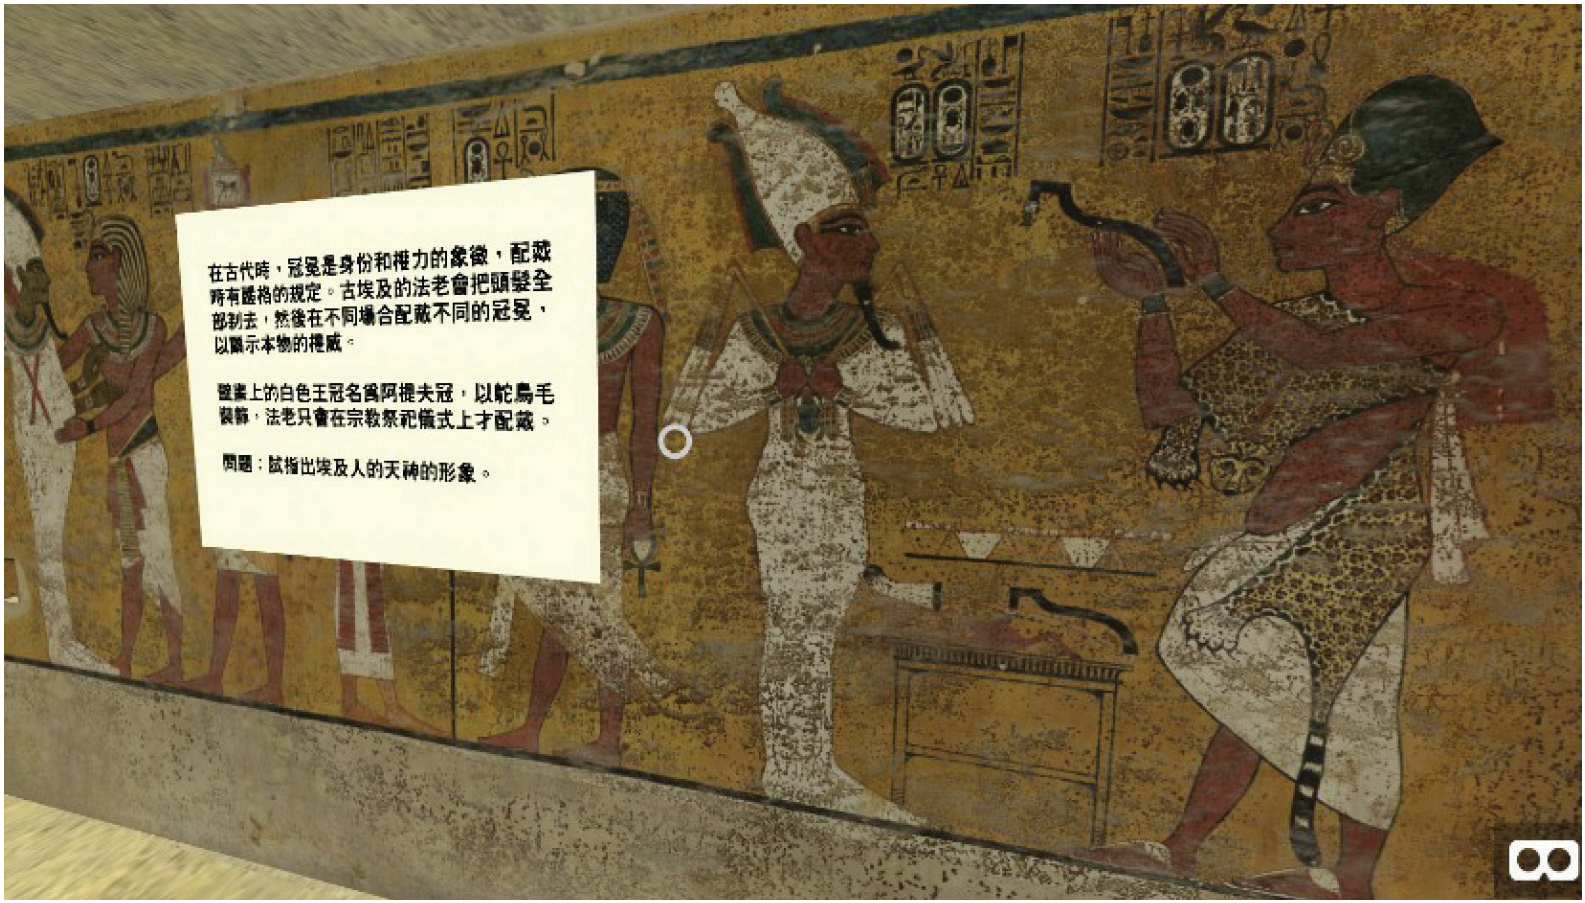 在古代時，冠冕是身份和權力的象徵，配戴
時有嚴格的規定。古埃及的法老會把頭髮全
部剃去，然後在不同場合配戴不同的冠冕，
以顯示本物的權威。
壁畫上的白色王冠名為阿提夫冠，以鴕鳥毛
裝飾，法老只會在宗教祭祀儀式上才配戴。
問題：試指出埃及人的天神的形象。